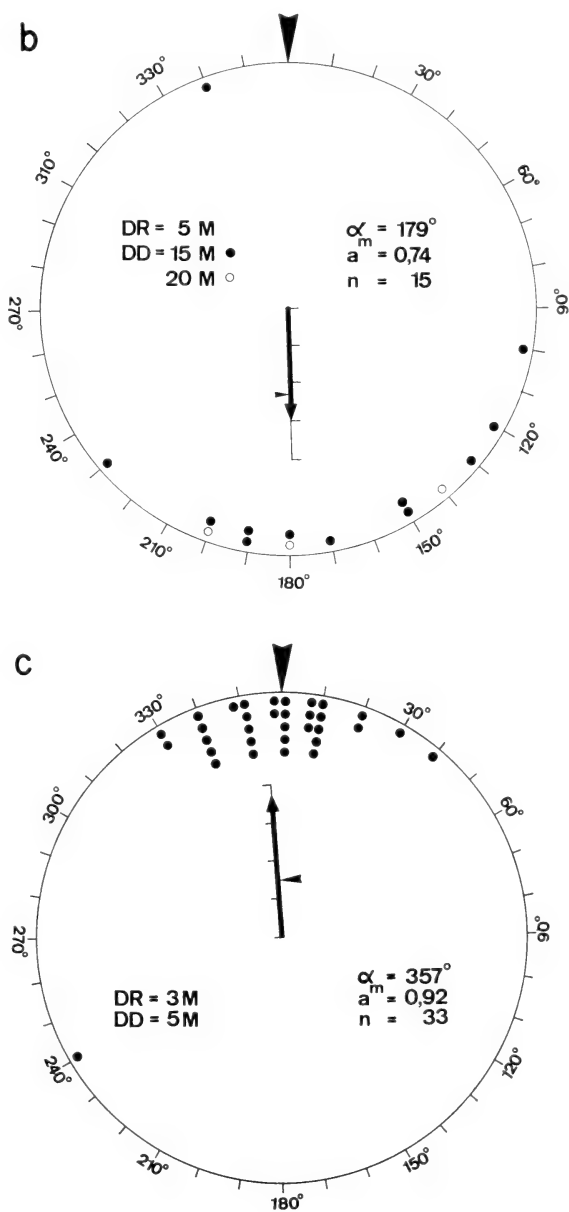 b
330°
30°
310°
60°
DR = 5 M
DD = 15 M ●
20 M ○
αm = 179°
a = 0,74
n = 15
270°
90°
240°
120°
210°
150°
180°
c
330°
30°
300°
60°
270°
90°
DR = 3 M
DD = 5 M
αm = 357°
a = 0,92
n = 33
240°
120°
210°
150°
180°